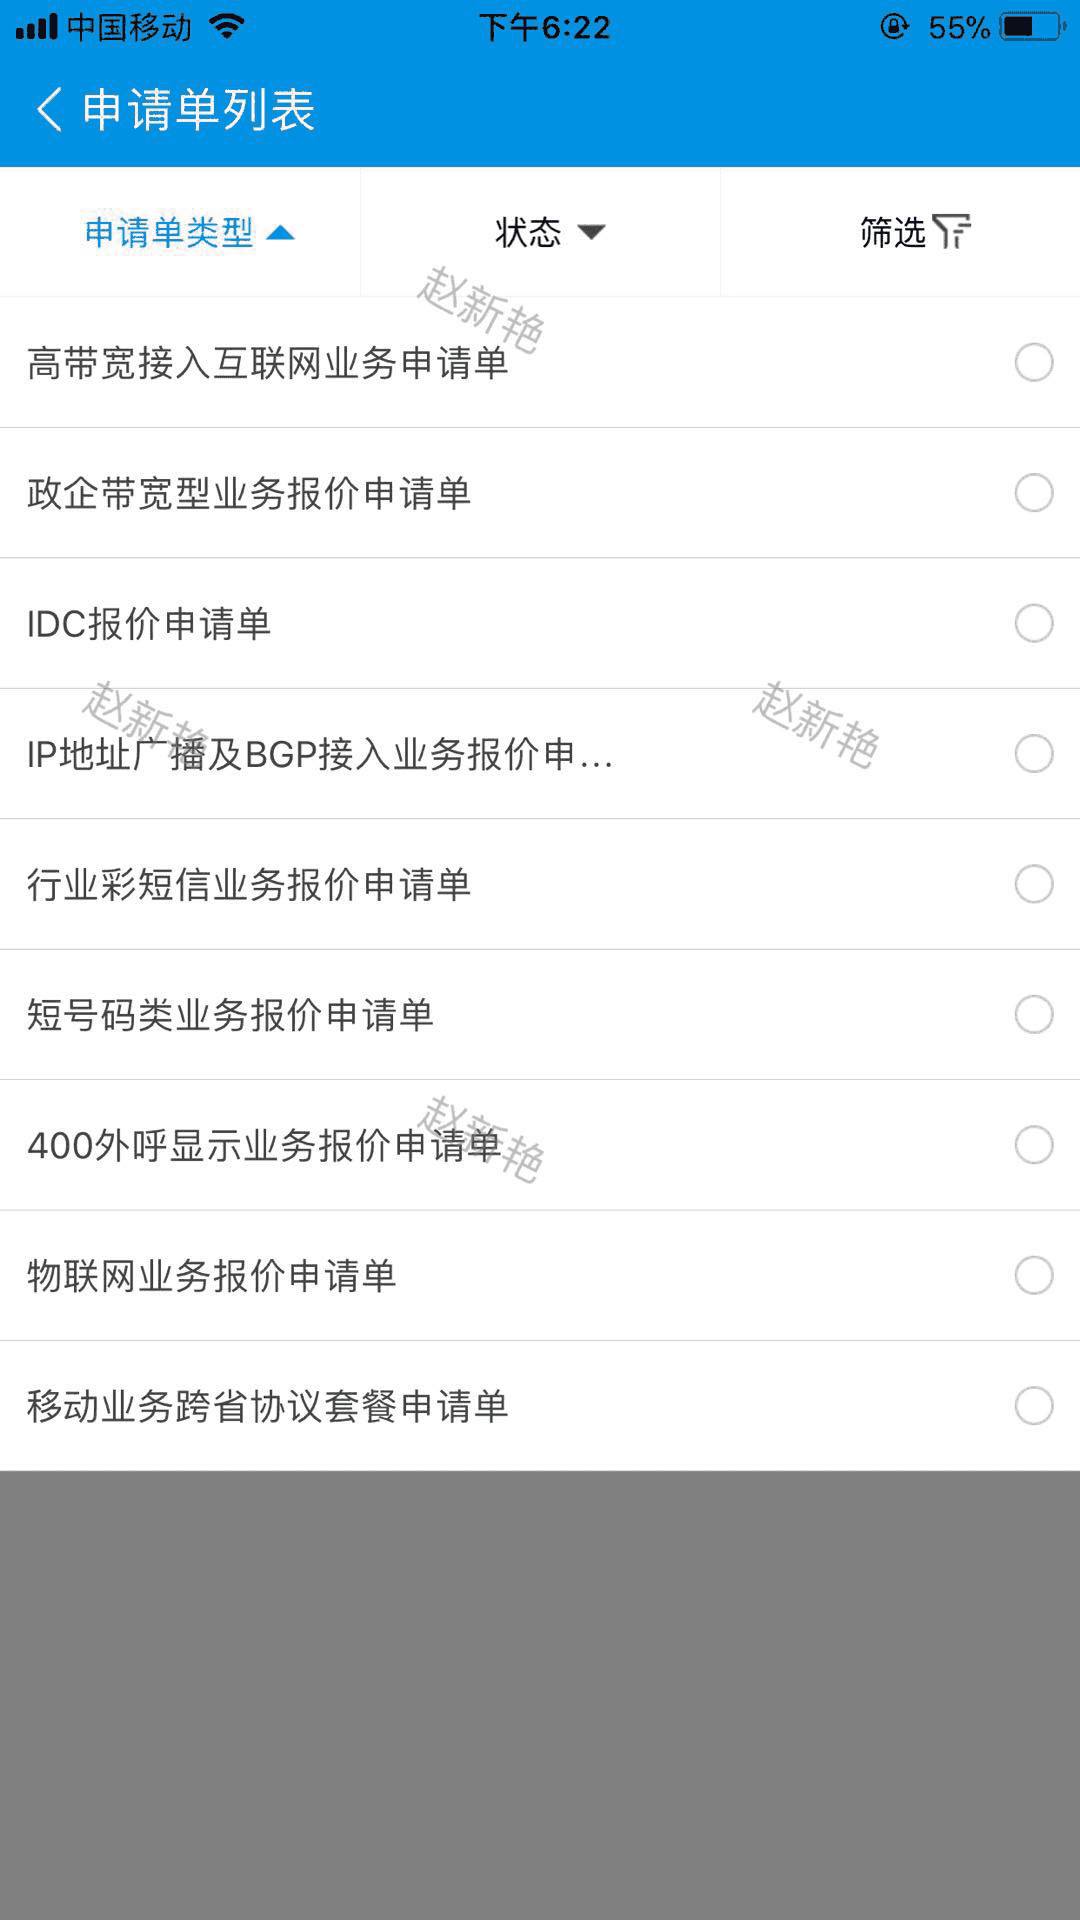 中国移动 下午6:22 55%
申请单列表
申请单类型 状态 筛选
赵新艳
高带宽接入互联网业务申请单
政企带宽型业务报价申请单
IDC报价申请单
赵新艳 赵新艳
IP地址广播及BGP接入业务报价申...
行业彩短信业务报价申请单
短号码类业务报价申请单
赵新艳
400外呼显示业务报价申请单
物联网业务报价申请单
移动业务跨省协议套餐申请单